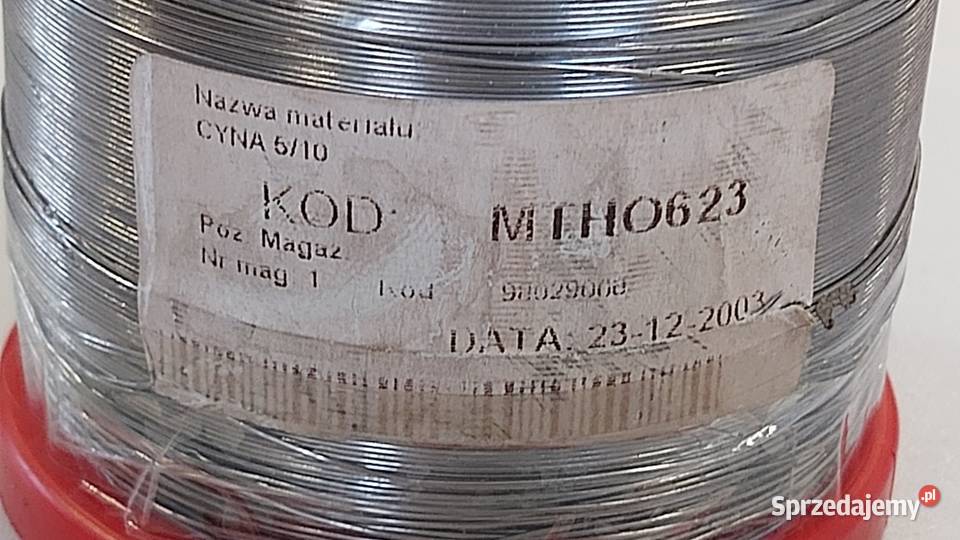 Nazwa materiału
CYNA 5/10
KOD MTHO623
Poz Magaz
Nr mag 1 Kod 98029068
DATA: 23-12-2003
Sprzedajemy.pl